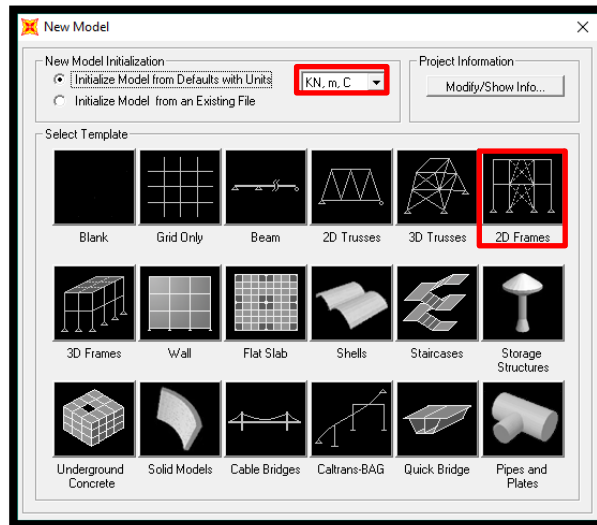 New Model
New Model Initialization
Project Information
Initialize Model from Defaults with Units
KN, m, C
Modify/Show Info...
Initialize Model from an Existing File
Select Template
Blank
Grid Only
Beam
2D Trusses
3D Trusses
2D Frames
3D Frames
Wall
Flat Slab
Shells
Staircases
Storage
Structures
Underground
Concrete
Solid Models
Cable Bridges
Caltrans-BAG
Quick Bridge
Pipes and
Plates